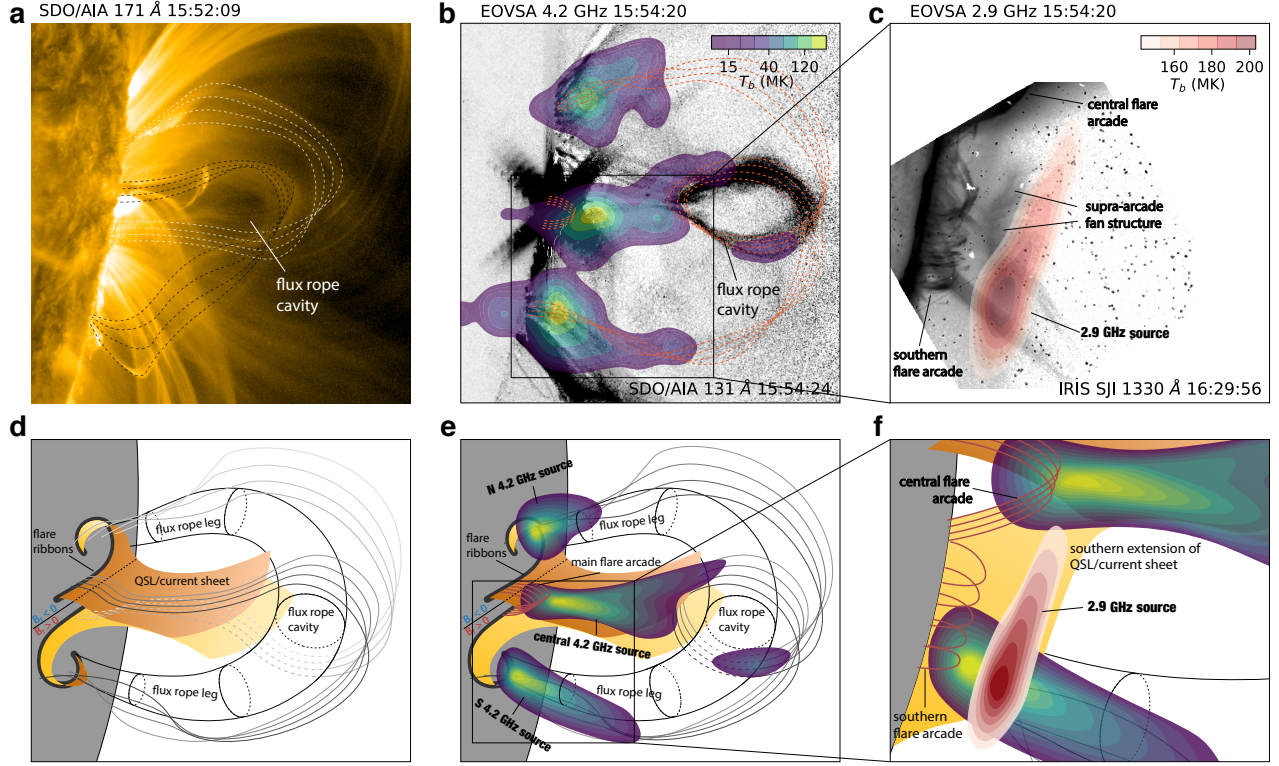 a
SDO/AIA 171 Å 15:52:09
flux rope
cavity
b
EOVSA 4.2 GHz 15:54:20
15 40 120
T_b (MK)
flux rope
cavity
SDO/AIA 131 Å 15:54:24
c
EOVSA 2.9 GHz 15:54:20
160 180 200
T_b (MK)
central flare
arcade
supra-arcade
fan structure
2.9 GHz source
southern
flare arcade
IRIS SJI 1330 Å 16:29:56
d
flux rope leg
flare
ribbons
QSL/current sheet
B_r < 0
B_r > 0
flux rope
cavity
flux rope leg
e
N 4.2 GHz source
flux rope leg
flare
ribbons
main flare arcade
B_r < 0
B_r > 0
flux rope
cavity
central 4.2 GHz source
flux rope leg
S 4.2 GHz source
f
central flare
arcade
southern extension of
QSL/current sheet
2.9 GHz source
southern
flare arcade